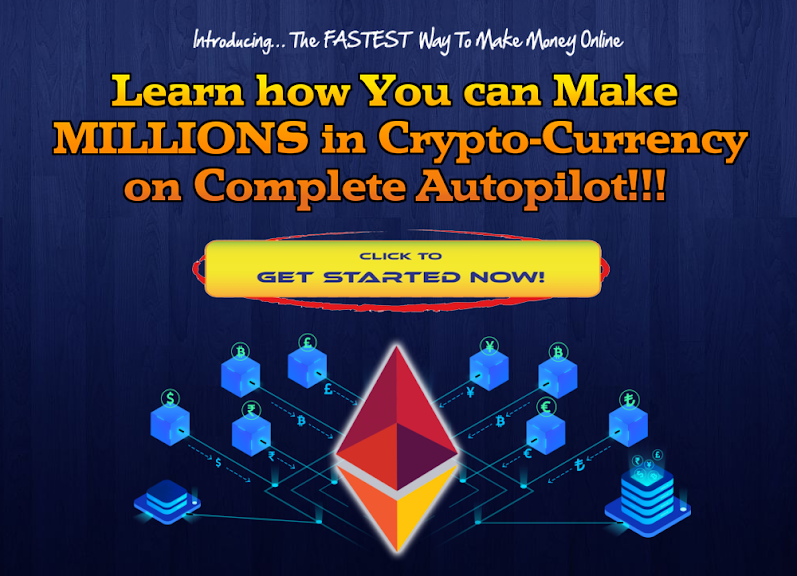 Introducing... The FASTEST Way To Make Money Online
Learn how You can Make
MILLIONS in Crypto-Currency
on Complete Autopilot!!!
CLICK TO
GET STARTED NOW!
₿ £ ¥ ₿
$ ₹ € ₺
£ ¥
₿ ₿
$ ₹ € ₺
₹ ¥ £